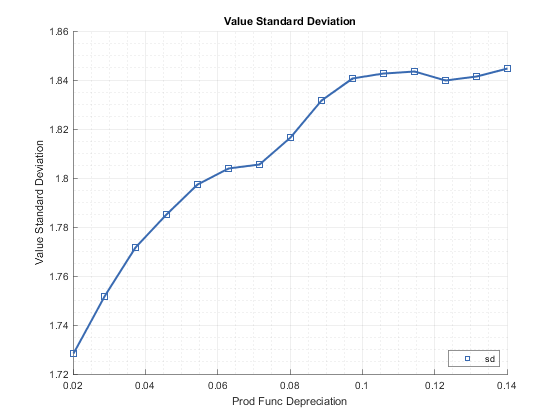 Value Standard Deviation
1.86
1.84
1.82
1.8
1.78
1.76
1.74
1.72
Value Standard Deviation
0.02 0.04 0.06 0.08 0.1 0.12 0.14
Prod Func Depreciation
sd